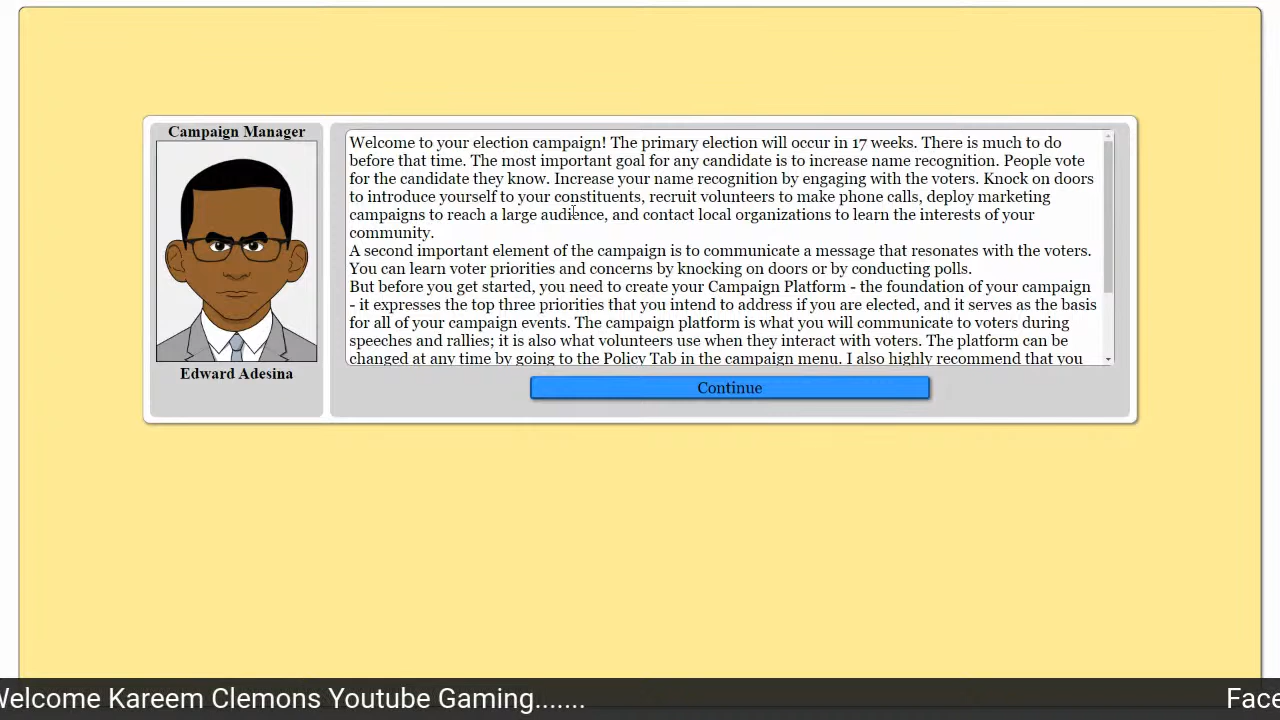 Campaign Manager
Edward Adesina
Welcome to your election campaign! The primary election will occur in 17 weeks. There is much to do
before that time. The most important goal for any candidate is to increase name recognition. People vote
for the candidate they know. Increase your name recognition by engaging with the voters. Knock on doors
to introduce yourself to your constituents, recruit volunteers to make phone calls, deploy marketing
campaigns to reach a large audience, and contact local organizations to learn the interests of your
community.
A second important element of the campaign is to communicate a message that resonates with the voters.
You can learn voter priorities and concerns by knocking on doors or by conducting polls.
But before you get started, you need to create your Campaign Platform - the foundation of your campaign
- it expresses the top three priorities that you intend to address if you are elected, and it serves as the basis
for all of your campaign events. The campaign platform is what you will communicate to voters during
speeches and rallies; it is also what volunteers use when they interact with voters. The platform can be
changed at any time by going to the Policy Tab in the campaign menu. I also highly recommend that you
Continue
Welcome Kareem Clemons Youtube Gaming.......
Face